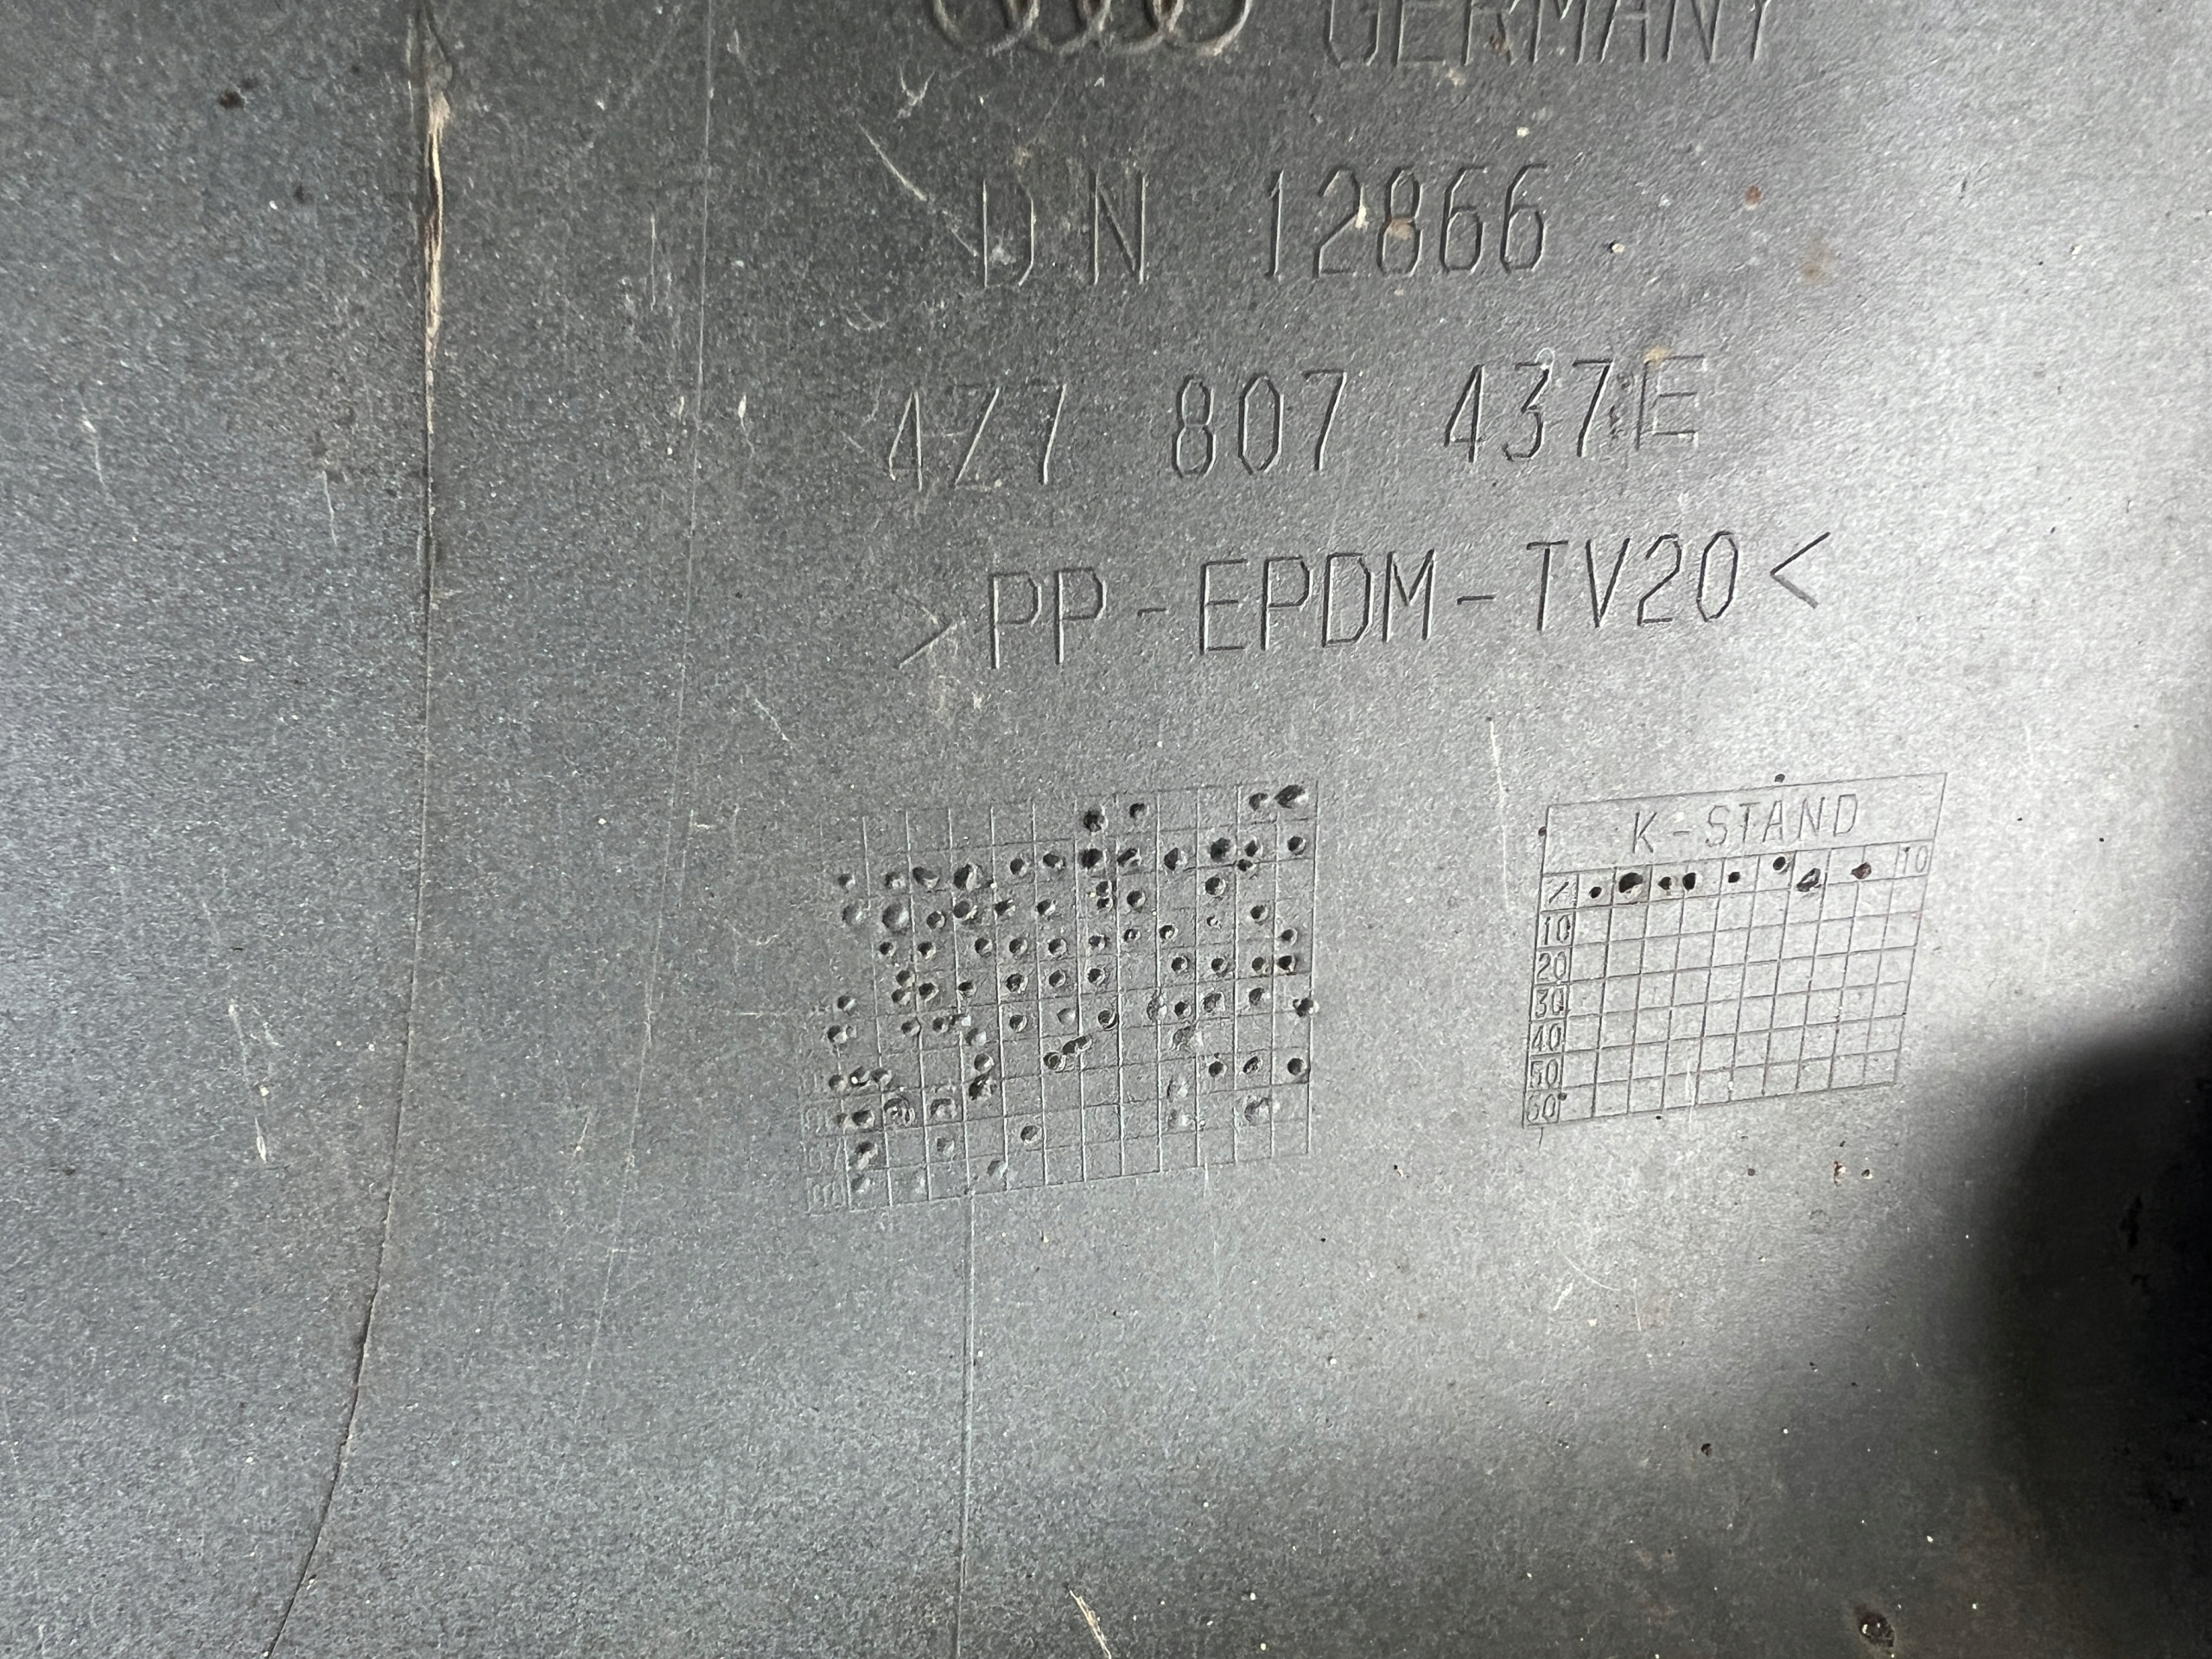 GERMANY
DN 12866
4Z7 807 437 E
>PP-EPDM-TV20<
K-STAND
/ 10
10
20
30
40
50
60